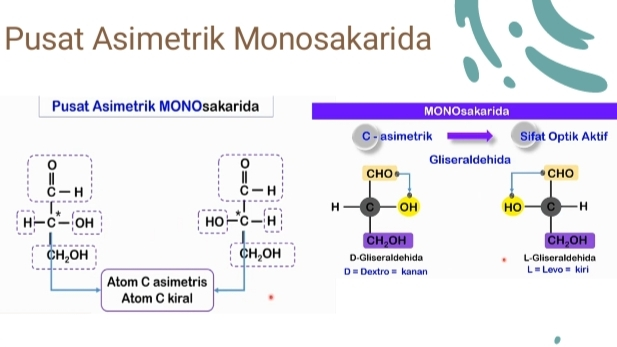 Pusat Asimetrik Monosakarida
Pusat Asimetrik MONOsakarida
O
C—H
H—C*—OH
CH₂OH
O
C—H
HO—C*—H
CH₂OH
Atom C asimetris
Atom C kiral
MONOsakarida
C - asimetrik
Sifat Optik Aktif
Gliseraldehida
CHO
H—C—OH
CH₂OH
D-Gliseraldehida
D = Dextro = kanan
CHO
HO—C—H
CH₂OH
L-Gliseraldehida
L = Levo = kiri